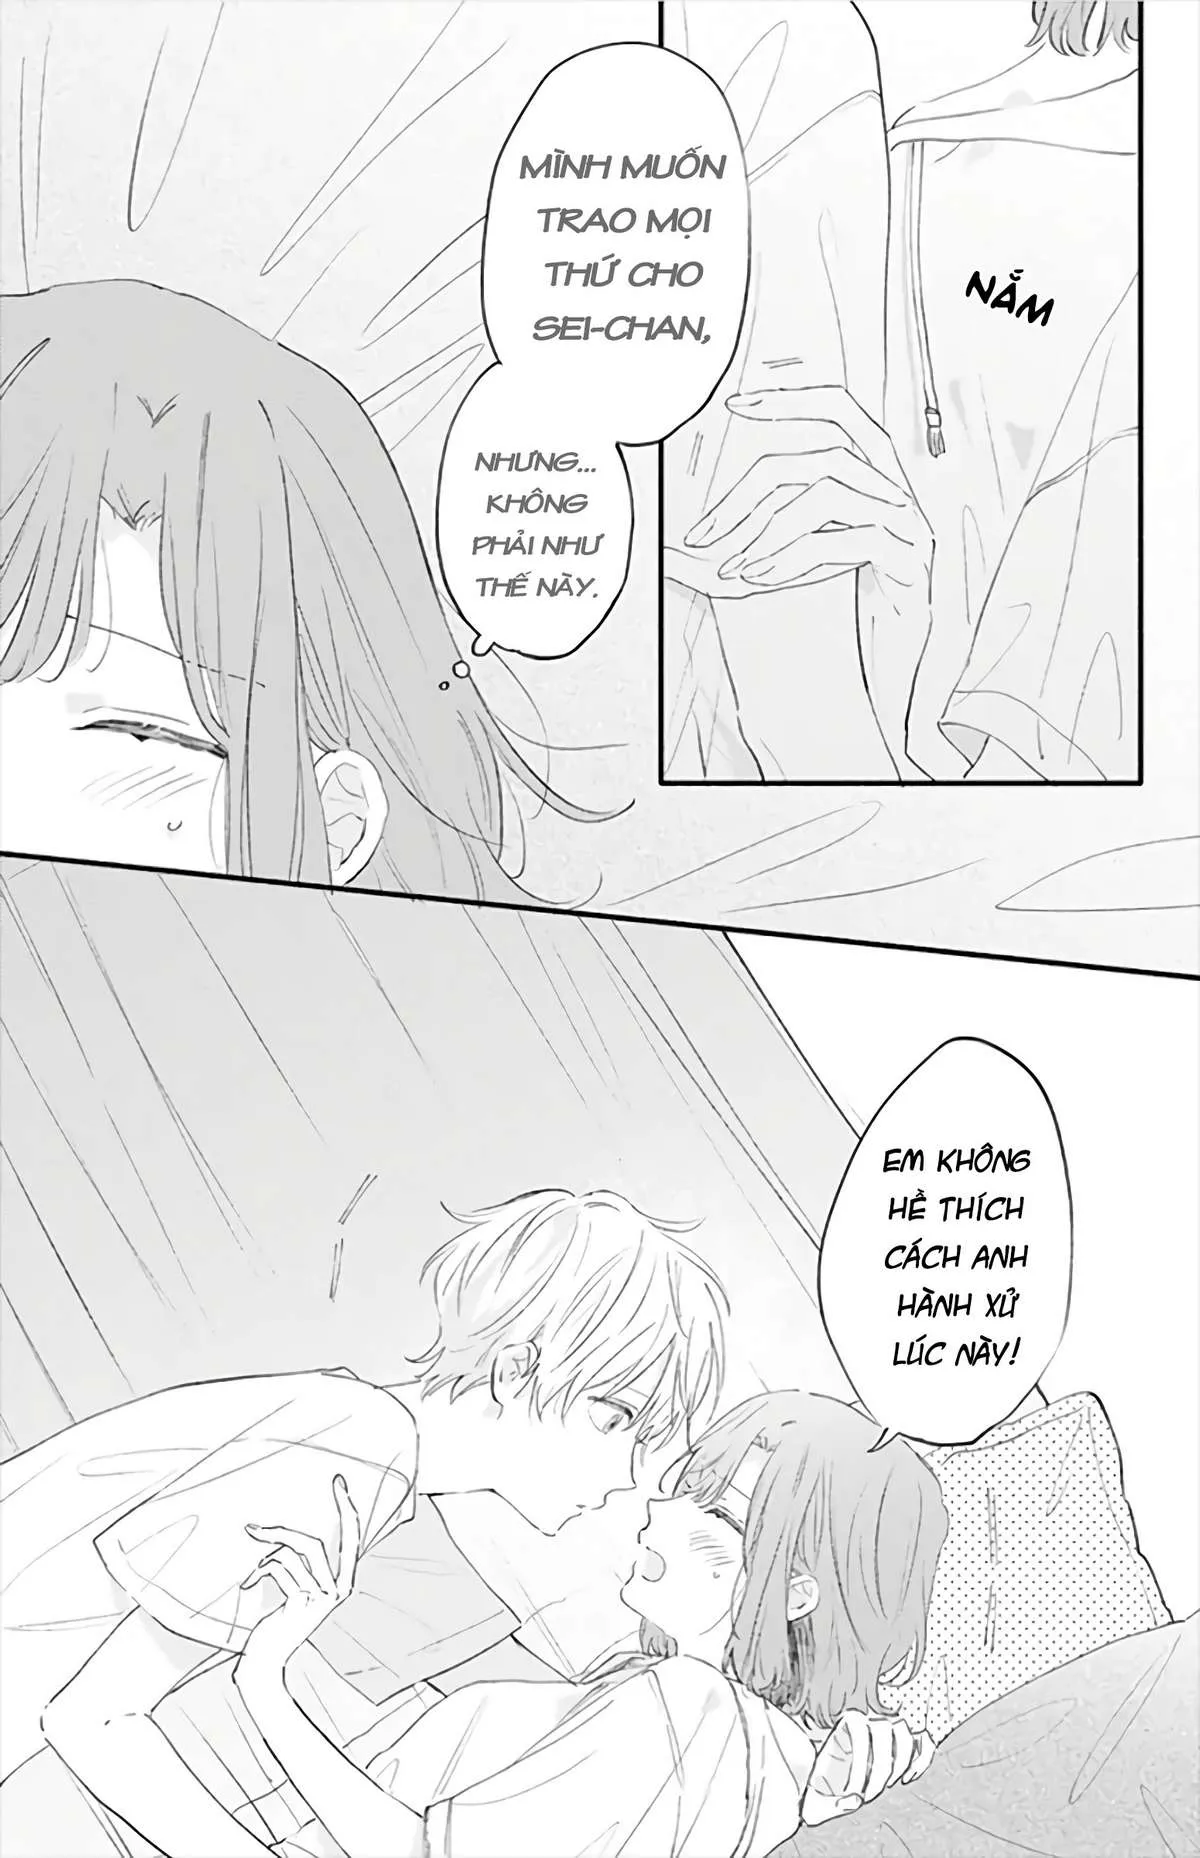 NẮM
MÌNH MUỐN
TRAO MỌI
THỨ CHO
SEI-CHAN,
NHƯNG...
KHÔNG
PHẢI NHƯ
THẾ NÀY.
EM KHÔNG
HỀ THÍCH
CÁCH ANH
HÀNH XỬ
LÚC NÀY!